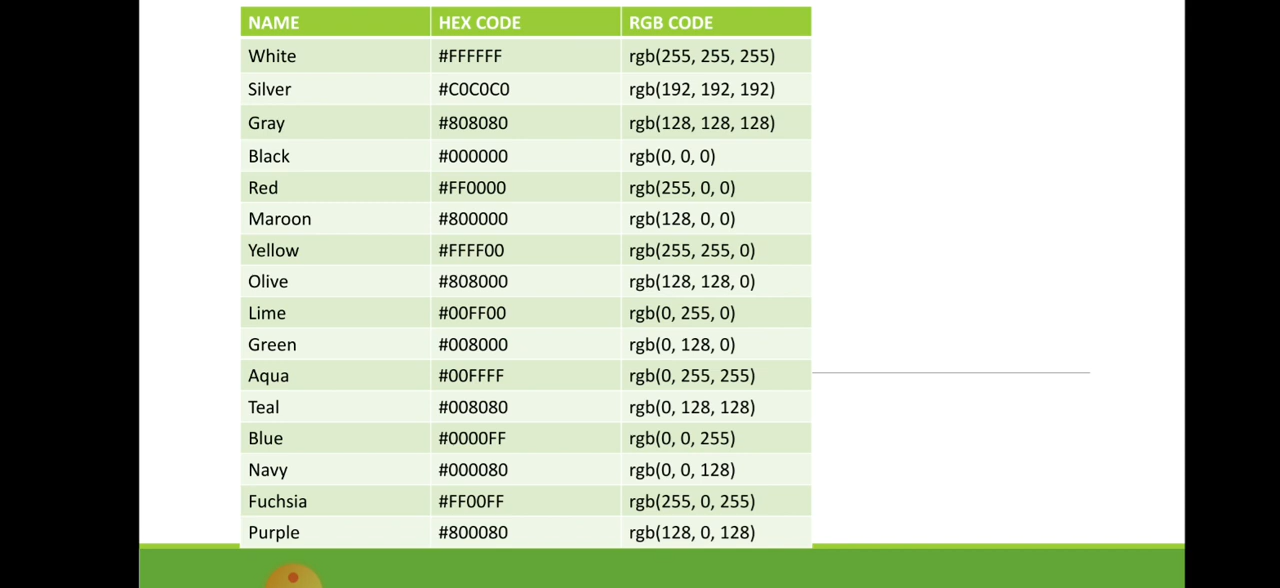 NAME HEX CODE RGB CODE
White #FFFFFF rgb(255, 255, 255)
Silver #C0C0C0 rgb(192, 192, 192)
Gray #808080 rgb(128, 128, 128)
Black #000000 rgb(0, 0, 0)
Red #FF0000 rgb(255, 0, 0)
Maroon #800000 rgb(128, 0, 0)
Yellow #FFFF00 rgb(255, 255, 0)
Olive #808000 rgb(128, 128, 0)
Lime #00FF00 rgb(0, 255, 0)
Green #008000 rgb(0, 128, 0)
Aqua #00FFFF rgb(0, 255, 255)
Teal #008080 rgb(0, 128, 128)
Blue #0000FF rgb(0, 0, 255)
Navy #000080 rgb(0, 0, 128)
Fuchsia #FF00FF rgb(255, 0, 255)
Purple #800080 rgb(128, 0, 128)